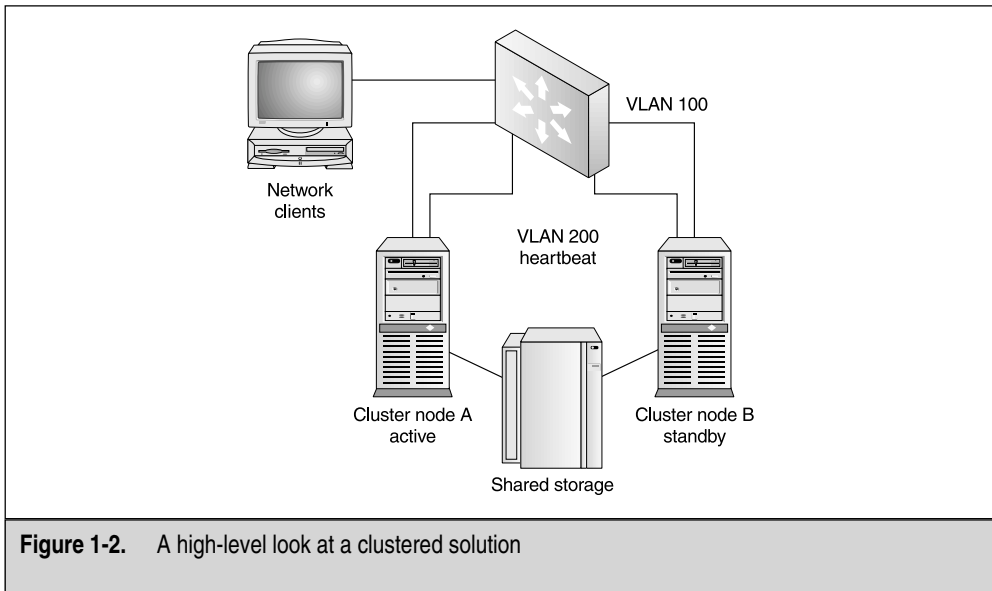 VLAN 100
Network
clients
VLAN 200
heartbeat
Cluster node A
active
Cluster node B
standby
Shared storage
Figure 1-2. A high-level look at a clustered solution